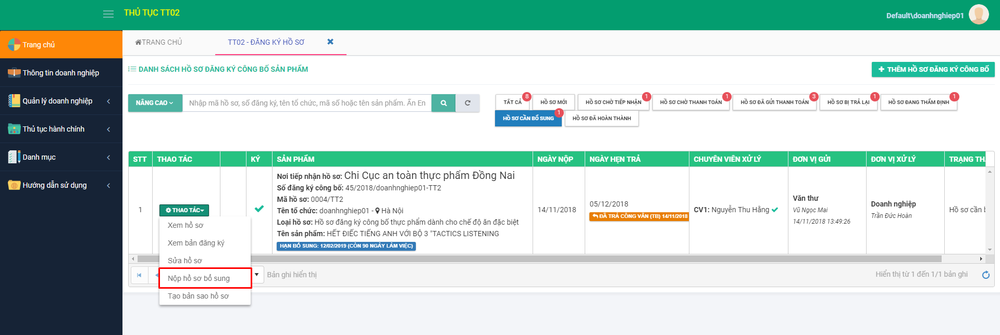 THỦ TỤC TT02
Default\doanhnghiep01
Trang chủ
Thông tin doanh nghiệp
Quản lý doanh nghiệp
Thủ tục hành chính
Danh mục
Hướng dẫn sử dụng
TRANG CHỦ
TT02 - ĐĂNG KÝ HỒ SƠ
DANH SÁCH HỒ SƠ ĐĂNG KÝ CÔNG BỐ SẢN PHẨM
THÊM HỒ SƠ ĐĂNG KÝ CÔNG BỐ
NÂNG CAO
Nhập mã hồ sơ, số đăng ký, tên tổ chức, mã số hoặc tên sản phẩm. Ấn En
TẤT CẢ 8
HỒ SƠ MỚI
HỒ SƠ CHỜ TIẾP NHẬN 1
HỒ SƠ CHỜ THANH TOÁN 1
HỒ SƠ ĐÃ GỬI THANH TOÁN 3
HỒ SƠ BỊ TRẢ LẠI 1
HỒ SƠ ĐANG THẨM ĐỊNH 1
HỒ SƠ CẦN BỔ SUNG 1
HỒ SƠ ĐÃ HOÀN THÀNH
STT THAO TÁC KÝ SẢN PHẨM NGÀY NỘP NGÀY HẸN TRẢ CHUYÊN VIÊN XỬ LÝ ĐƠN VỊ GỬI ĐƠN VỊ XỬ LÝ TRẠNG TH
1
THAO TÁC
Nơi tiếp nhận hồ sơ: Chi Cục an toàn thực phẩm Đồng Nai
Số đăng ký công bố: 45/2018/doanhnghiep01-TT2
Mã hồ sơ: 0004/TT2
Tên tổ chức: doanhnghiep01 - Hà Nội
Loại hồ sơ: Hồ sơ đăng ký công bố thực phẩm dành cho chế độ ăn đặc biệt
Tên sản phẩm: HẾT ĐIẾC TIẾNG ANH VỚI BỘ 3 "TACTICS LISTENING
HẠN BỔ SUNG: 12/02/2019 (CÒN 90 NGÀY LÀM VIỆC)
14/11/2018
05/12/2018
ĐÃ TRẢ CÔNG VĂN (TB) 14/11/2018
CV1: Nguyễn Thu Hằng
Văn thư
Vũ Ngọc Mai
14/11/2018 13:49:26
Doanh nghiệp
Trần Đức Hoàn
Hồ sơ cần b
Xem hồ sơ
Xem bản đăng ký
Sửa hồ sơ
Nộp hồ sơ bổ sung
Tạo bản sao hồ sơ
Bản ghi hiển thị
Hiển thị từ 1 đến 1/1 bản ghi